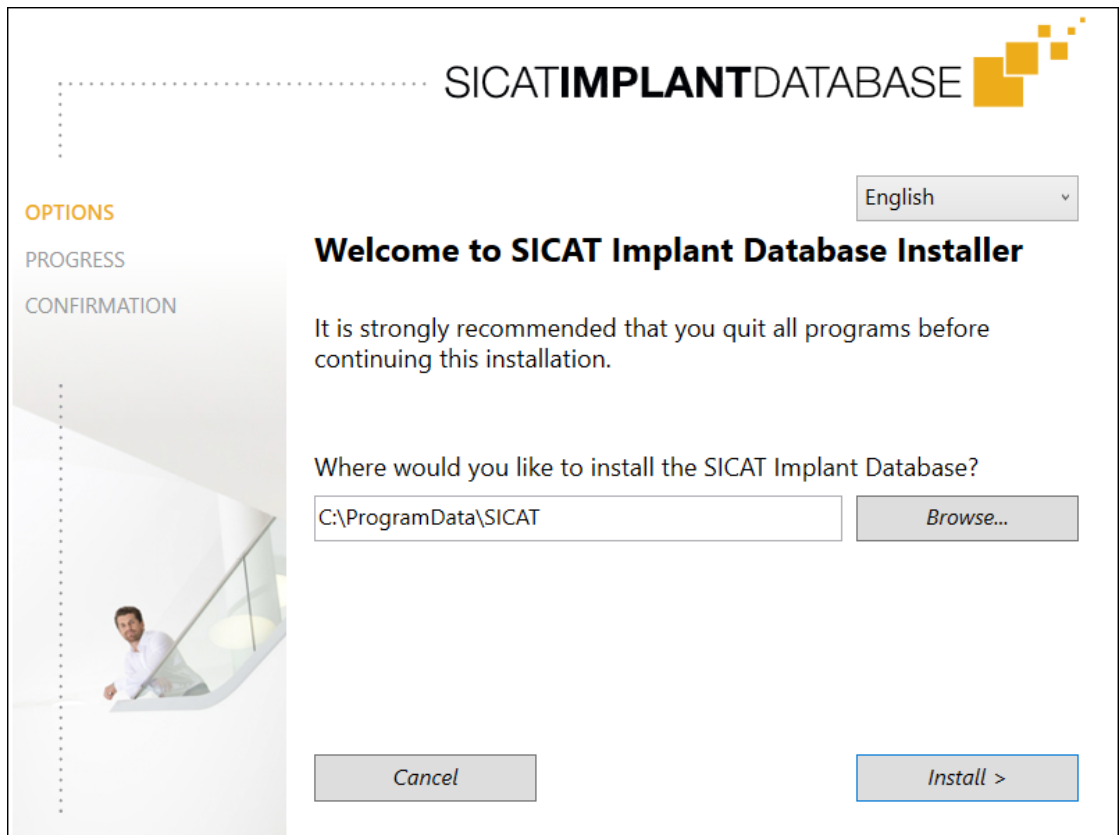 SICATIMPLANTDATABASE
English
OPTIONS
PROGRESS
CONFIRMATION
Welcome to SICAT Implant Database Installer
It is strongly recommended that you quit all programs before
continuing this installation.
Where would you like to install the SICAT Implant Database?
C:\ProgramData\SICAT
Browse...
Cancel
Install >